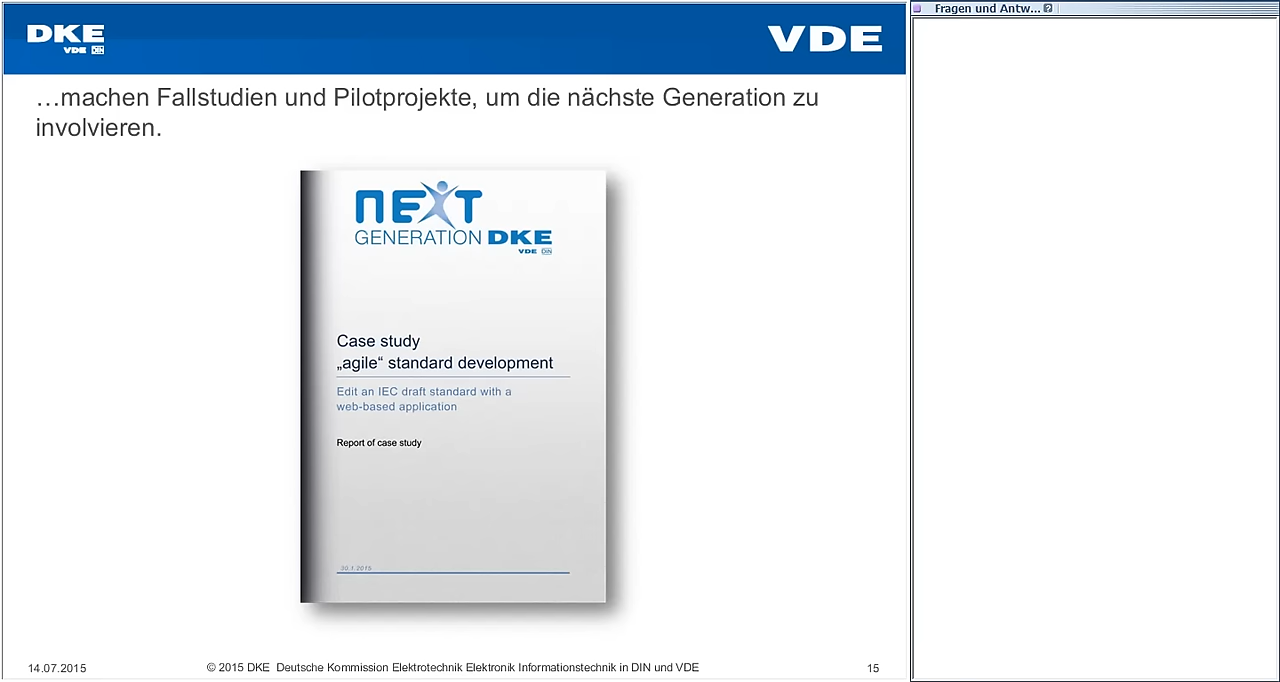 DKE
VDE DIN
VDE
Fragen und Antw...
…machen Fallstudien und Pilotprojekte, um die nächste Generation zu
involvieren.
NEXT
GENERATION DKE
VDE DIN
Case study
„agile“ standard development
Edit an IEC draft standard with a
web-based application
Report of case study
30.1.2015
14.07.2015
© 2015 DKE Deutsche Kommission Elektrotechnik Elektronik Informationstechnik in DIN und VDE
15